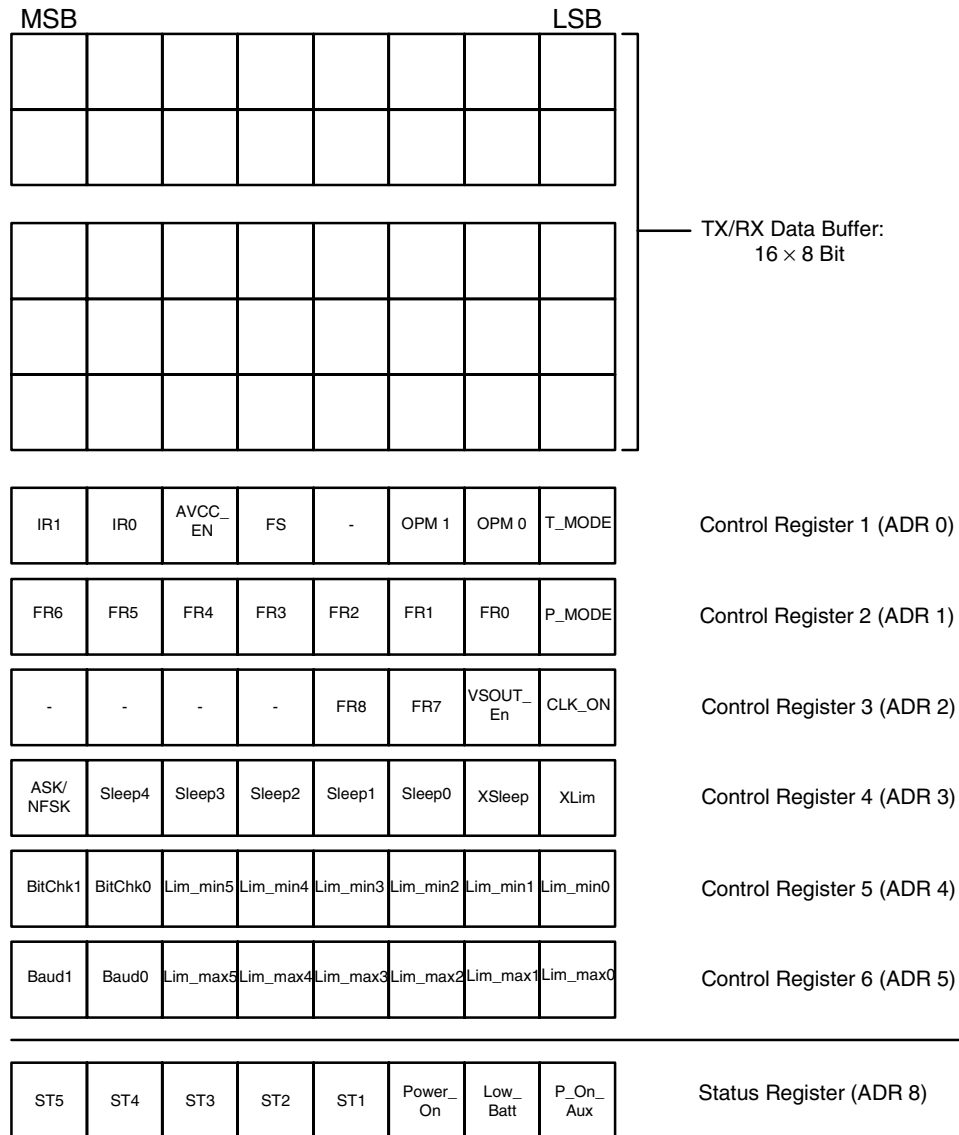 MSB LSB
TX/RX Data Buffer:
16 × 8 Bit
IR1 IR0 AVCC_ EN FS - OPM 1 OPM 0 T_MODE Control Register 1 (ADR 0)
FR6 FR5 FR4 FR3 FR2 FR1 FR0 P_MODE Control Register 2 (ADR 1)
- - - - FR8 FR7 VSOUT_ En CLK_ON Control Register 3 (ADR 2)
ASK/ NFSK Sleep4 Sleep3 Sleep2 Sleep1 Sleep0 XSleep XLim Control Register 4 (ADR 3)
BitChk1 BitChk0 Lim_min5 Lim_min4 Lim_min3 Lim_min2 Lim_min1 Lim_min0 Control Register 5 (ADR 4)
Baud1 Baud0 Lim_max5 Lim_max4 Lim_max3 Lim_max2 Lim_max1 Lim_max0 Control Register 6 (ADR 5)
ST5 ST4 ST3 ST2 ST1 Power_ On Low_ Batt P_On_ Aux Status Register (ADR 8)